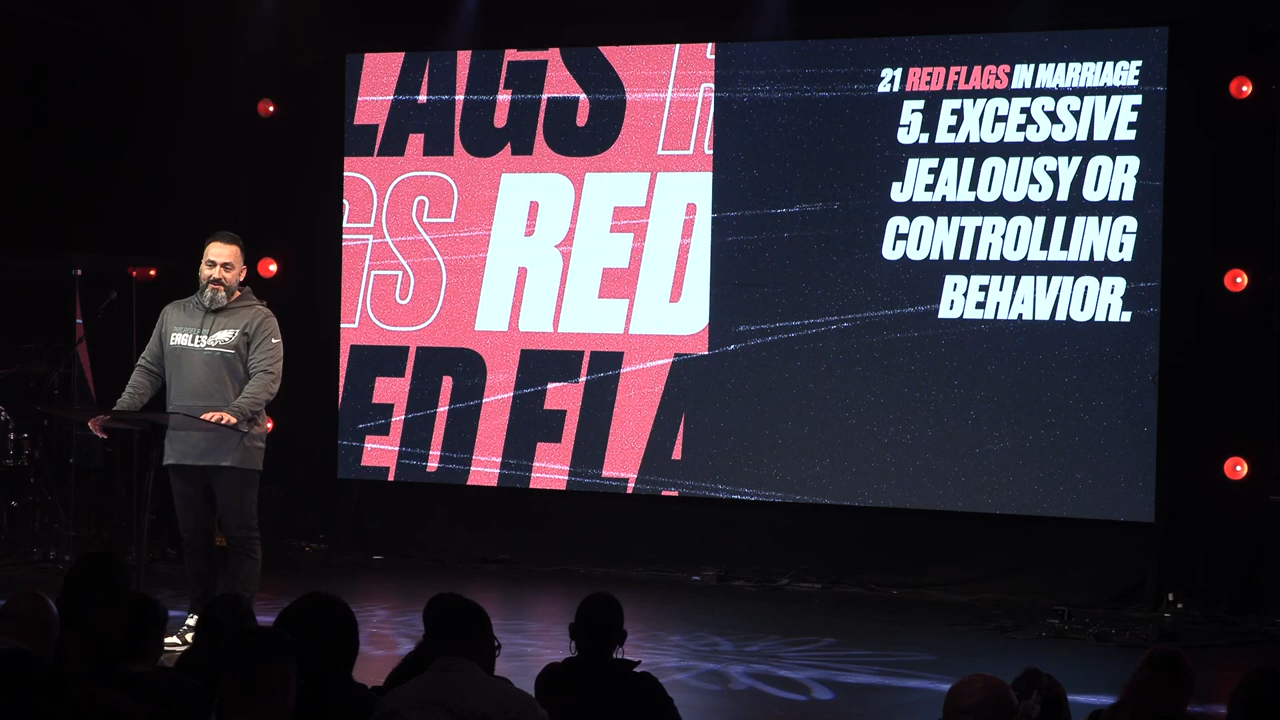 LAGS R
GS RED
ED FLA
21 RED FLAGS IN MARRIAGE
5. EXCESSIVE
JEALOUSY OR
CONTROLLING
BEHAVIOR.
EAGLES